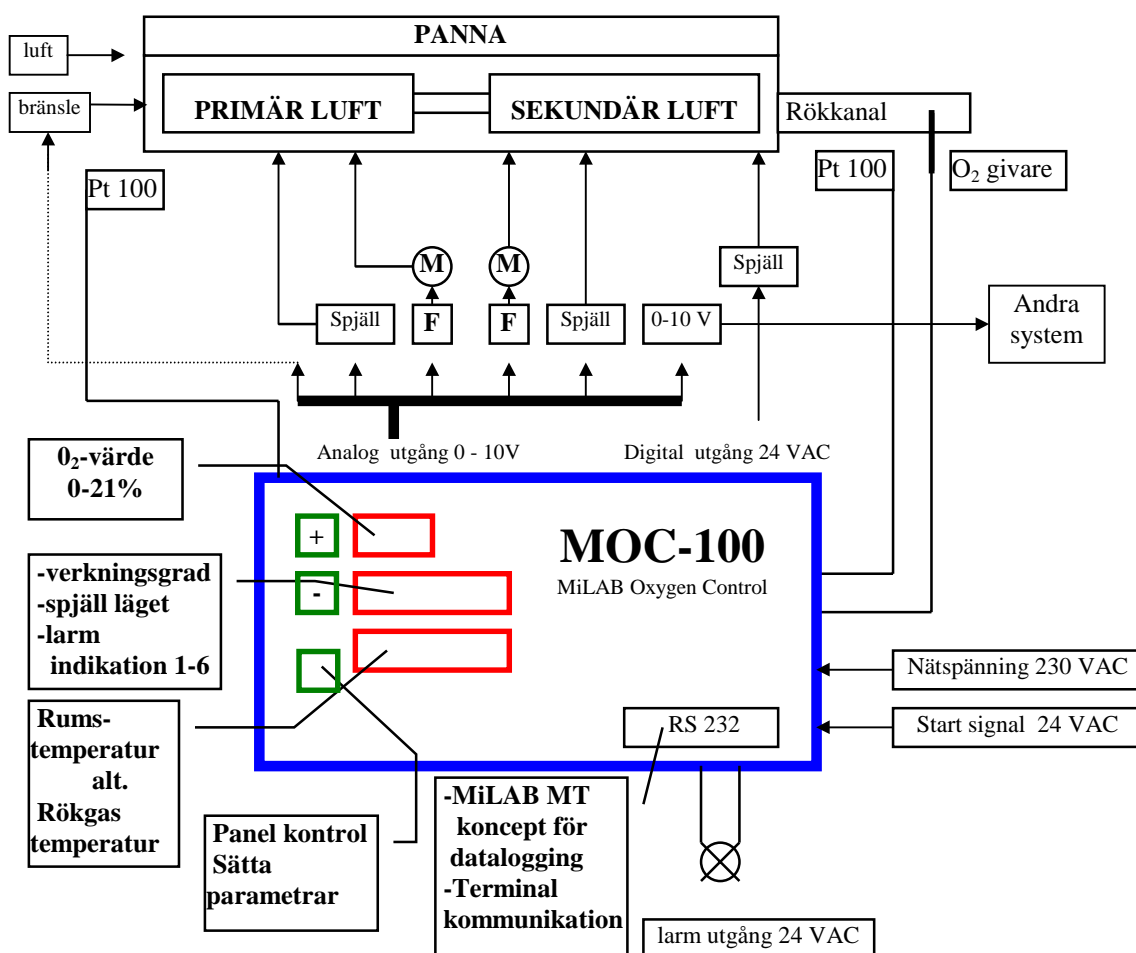 PANNA
luft
bränsle
PRIMÄR LUFT
SEKUNDÄR LUFT
Rökkanal
Pt 100
Pt 100
O₂ givare
M
M
Spjäll
Spjäll
F
F
Spjäll
0-10 V
Andra
system
Analog utgång 0 - 10V
Digital utgång 24 VAC
0₂-värde
0-21%
+
MOC-100
MiLAB Oxygen Control
-verkningsgrad
-spjäll läget
-larm
indikation 1-6
-
Nätspänning 230 VAC
Rums-
temperatur
alt.
Rökgas
temperatur
RS 232
Start signal 24 VAC
Panel kontrol
Sätta
parametrar
-MiLAB MT
koncept för
datalogging
-Terminal
kommunikation
larm utgång 24 VAC